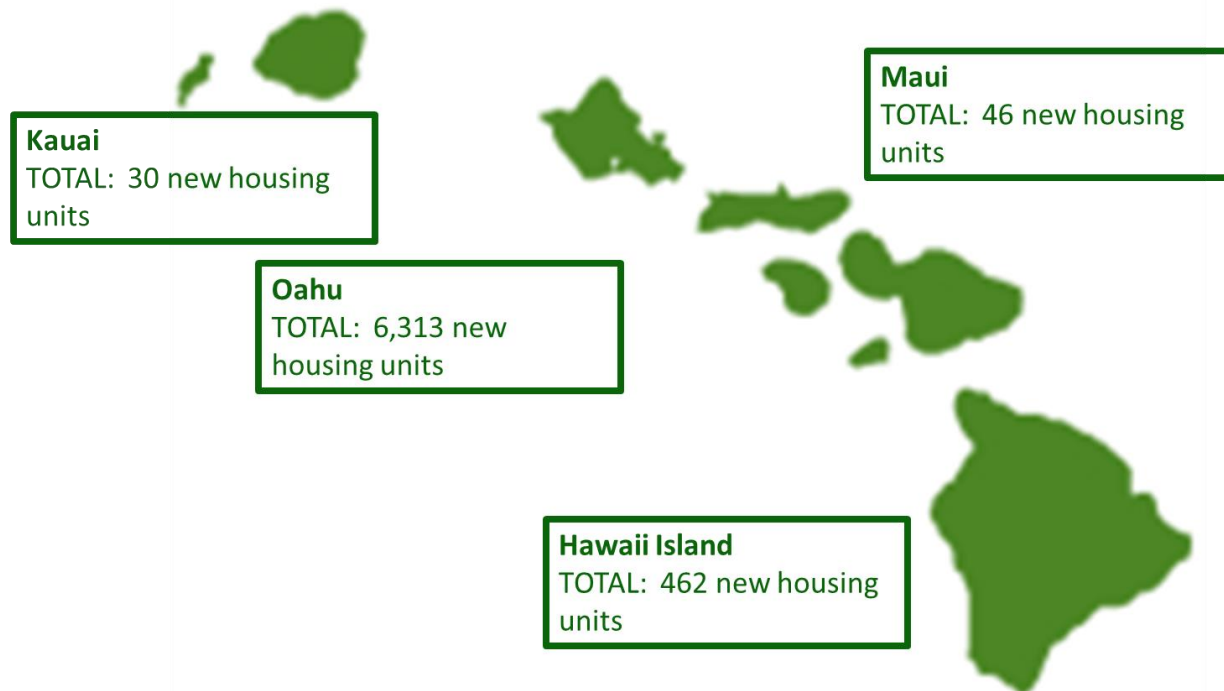 Maui
TOTAL:  46 new housing
units
Kauai
TOTAL:  30 new housing
units
Oahu
TOTAL:  6,313 new
housing units
Hawaii Island
TOTAL:  462 new housing
units